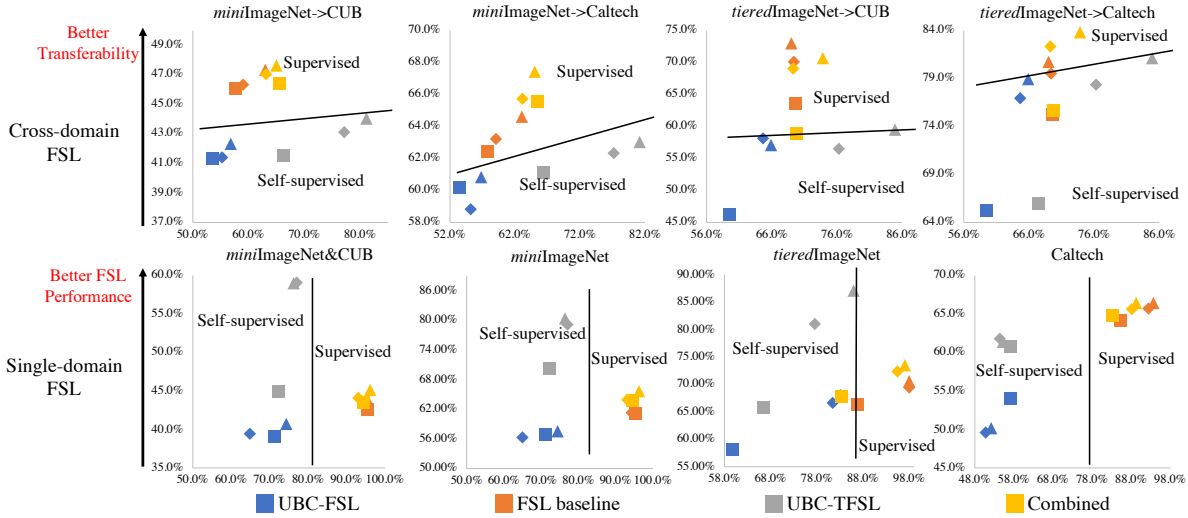 miniImageNet->CUB
miniImageNet->Caltech
tieredImageNet->CUB
tieredImageNet->Caltech
Better
Transferability
Cross-domain
FSL
49.0%
47.0%
45.0%
43.0%
41.0%
39.0%
37.0%
50.0% 60.0% 70.0% 80.0%
Supervised
Self-supervised
70.0%
68.0%
66.0%
64.0%
62.0%
60.0%
58.0%
52.0% 62.0% 72.0% 82.0%
Supervised
Self-supervised
75.0%
70.0%
65.0%
60.0%
55.0%
50.0%
45.0%
56.0% 66.0% 76.0% 86.0%
Supervised
Self-supervised
84.0%
79.0%
74.0%
69.0%
64.0%
56.0% 66.0% 76.0% 86.0%
Supervised
Self-supervised
miniImageNet&CUB
miniImageNet
tieredImageNet
Caltech
Better FSL
Performance
Single-domain
FSL
60.0%
55.0%
50.0%
45.0%
40.0%
35.0%
50.0% 60.0% 70.0% 80.0% 90.0% 100.0%
Self-supervised
Supervised
86.00%
80.00%
74.00%
68.00%
62.00%
56.00%
50.00%
50.0% 60.0% 70.0% 80.0% 90.0% 100.0%
Self-supervised
Supervised
90.00%
85.00%
80.00%
75.00%
70.00%
65.00%
60.00%
55.00%
58.0% 68.0% 78.0% 88.0% 98.0%
Self-supervised
Supervised
70.0%
65.0%
60.0%
55.0%
50.0%
45.0%
48.0% 58.0% 68.0% 78.0% 88.0% 98.0%
Self-supervised
Supervised
UBC-FSL
FSL baseline
UBC-TFSL
Combined